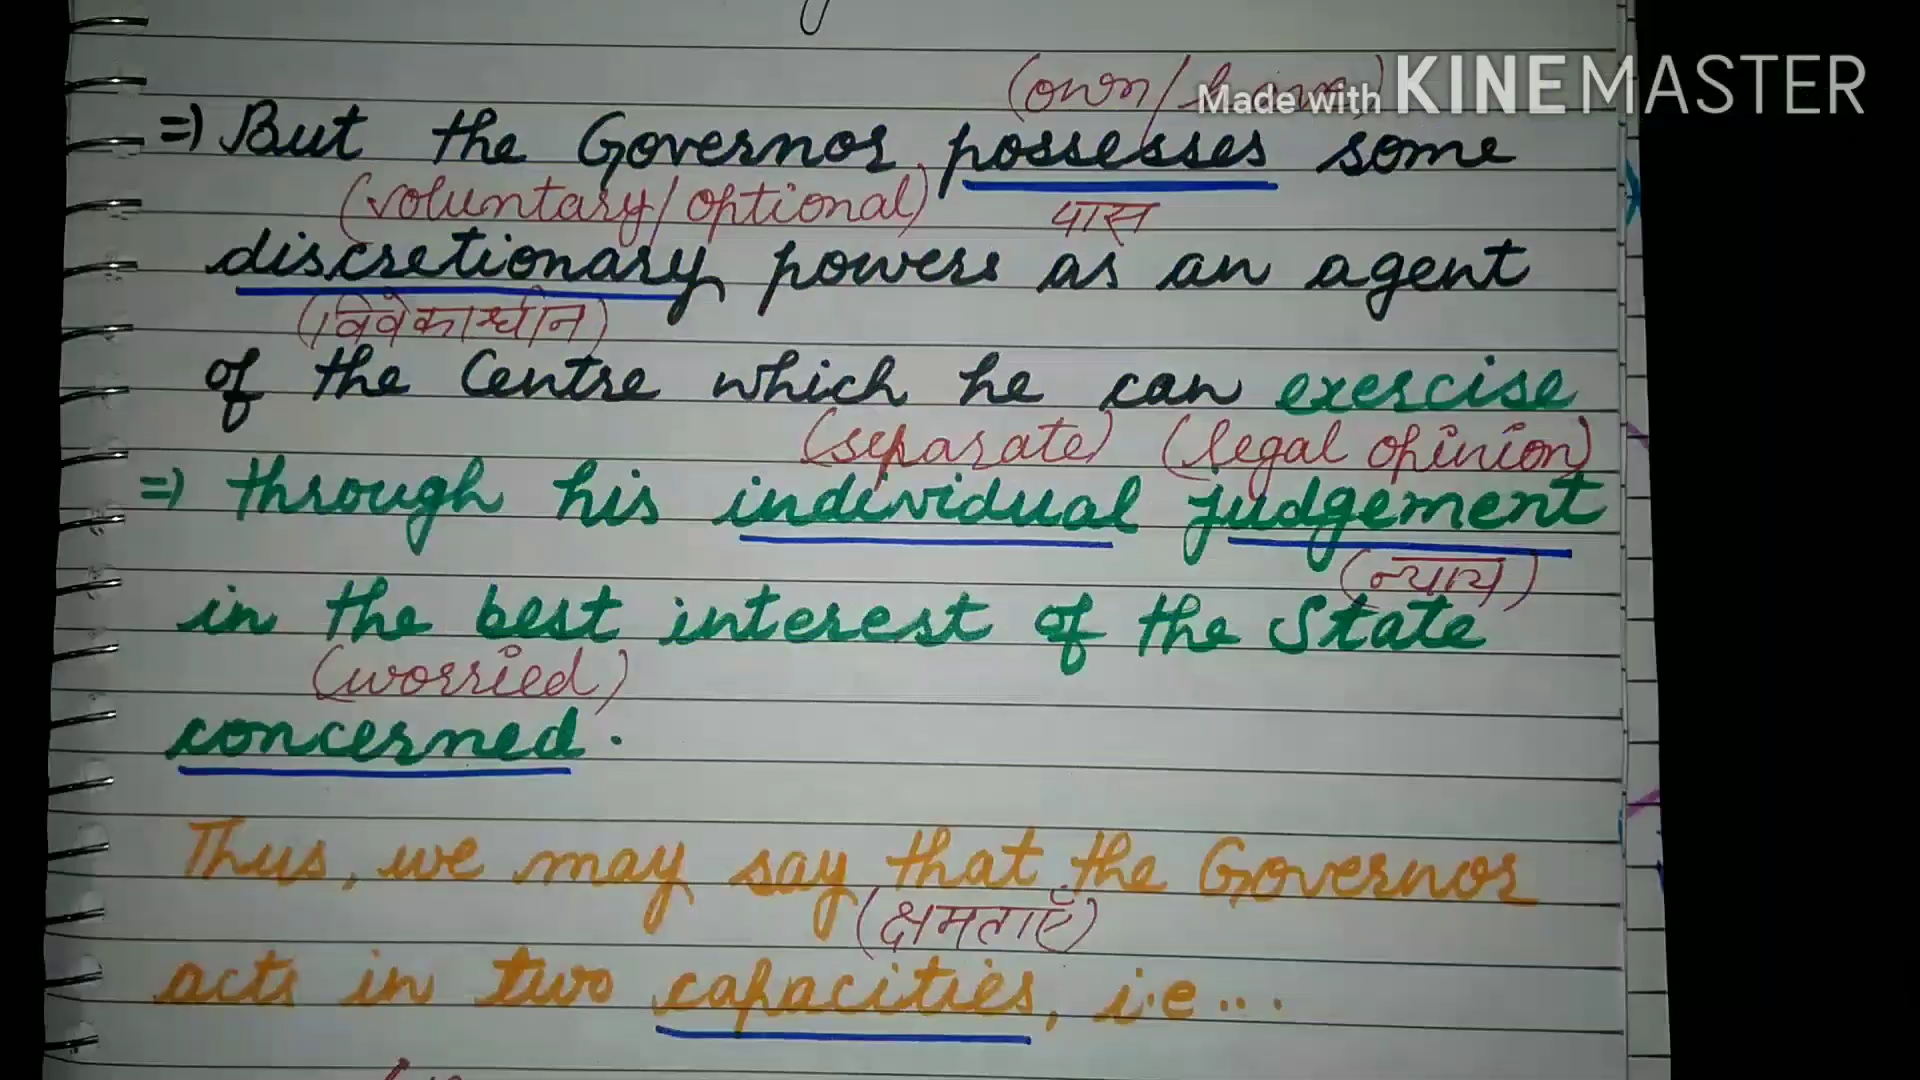 (own/have)
Made with KINEMASTER
=) But the Governor possesses some
(voluntary/optional) पास
discretionary powers as an agent
(विवेकाधीन)
of the Centre which he can exercise
(separate) (legal opinion)
=) through his individual judgement
(न्याय)
in the best interest of the State
(worried)
concerned.
Thus, we may say that the Governor
(क्षमताएँ)
acts in two capacities, i.e...